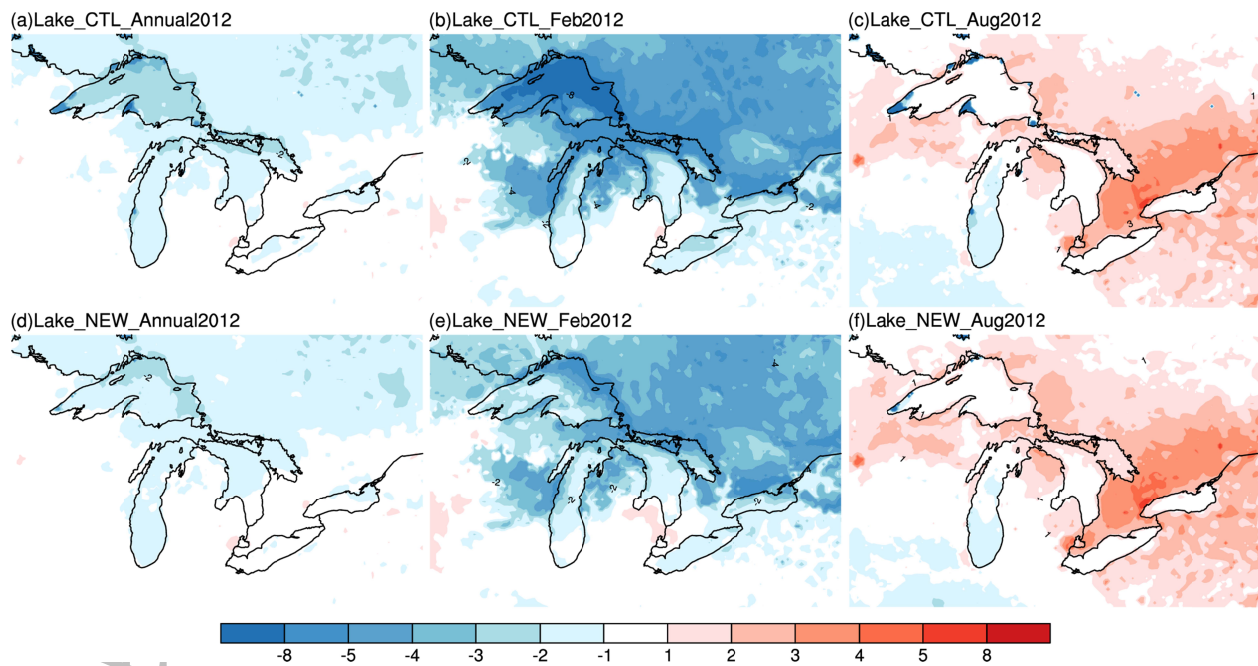 (a)Lake_CTL_Annual2012
(b)Lake_CTL_Feb2012
(c)Lake_CTL_Aug2012
(d)Lake_NEW_Annual2012
(e)Lake_NEW_Feb2012
(f)Lake_NEW_Aug2012
-8 -5 -4 -3 -2 -1 1 2 3 4 5 8